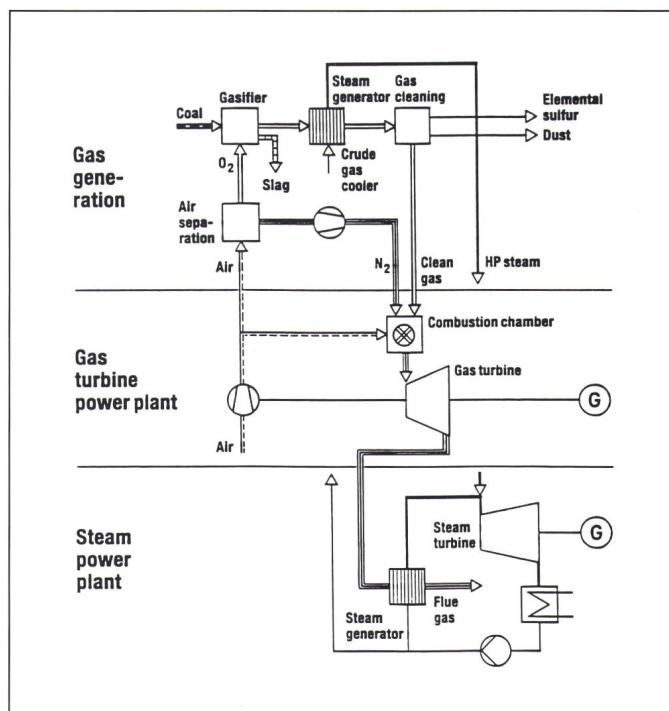 Gas
gene-
ration
Coal
Gasifier
Steam
generator
Gas
cleaning
Elemental
sulfur
Dust
O2
Slag
Crude
gas
cooler
Air
sepa-
ration
Air
N2
Clean
gas
HP steam
Gas
turbine
power plant
Combustion chamber
Gas turbine
G
Air
Steam
power
plant
Steam
turbine
G
Steam
generator
Flue
gas